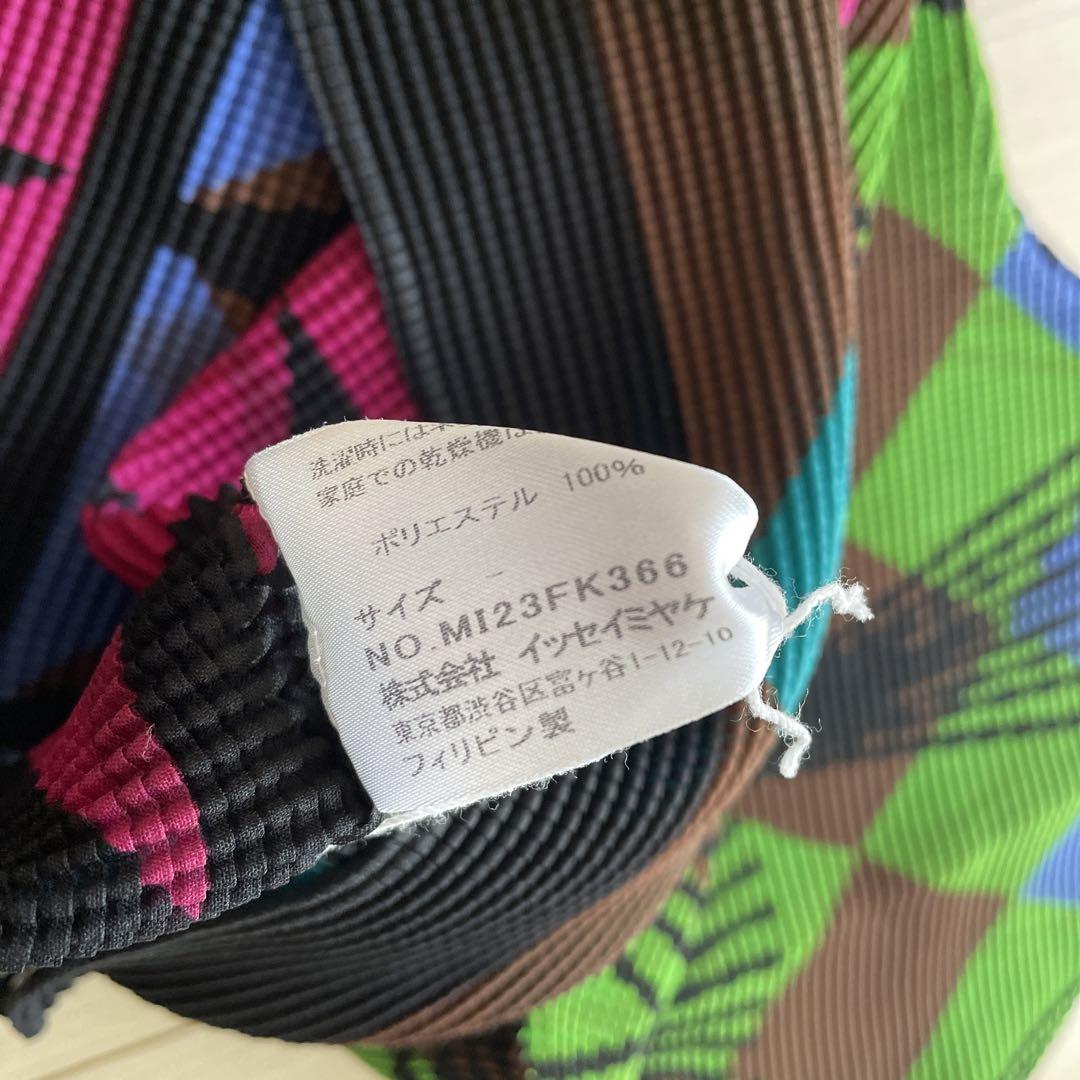 洗濯時には
家庭での乾燥機は
ポリエステル 100%
サイズ -
NO.MI23FK366
株式会社 イッセイミヤケ
東京都渋谷区富ヶ谷1-12-10
フィリピン製